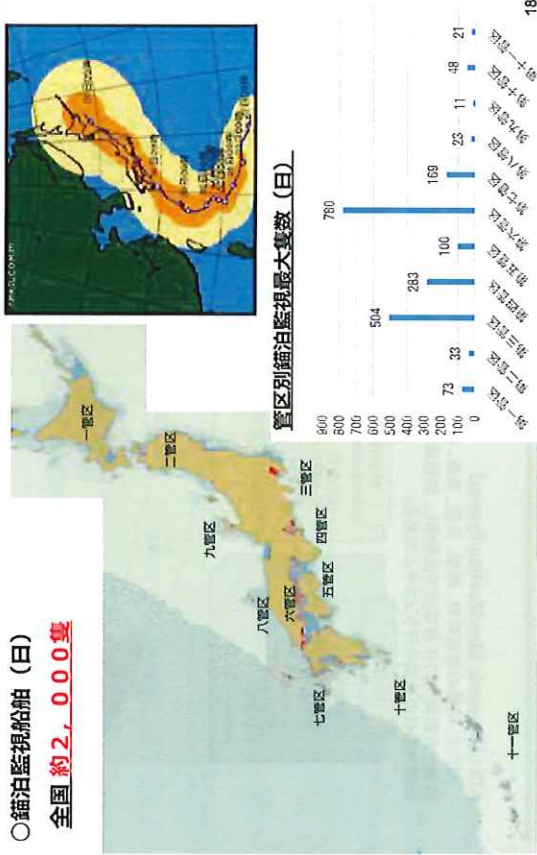 ○錨泊監視船舶（日）
全国 約２，０００隻
一管区
二管区
三管区
四管区
五管区
六管区
七管区
八管区
九管区
十管区
十一管区
管区別錨泊監視最大隻数（日）
900
800
700
600
500
400
300
200
100
0
73
33
504
283
100
780
169
23
11
48
21
第一管区
第二管区
第三管区
第四管区
第五管区
第六管区
第七管区
第八管区
第九管区
第十管区
第十一管区
18